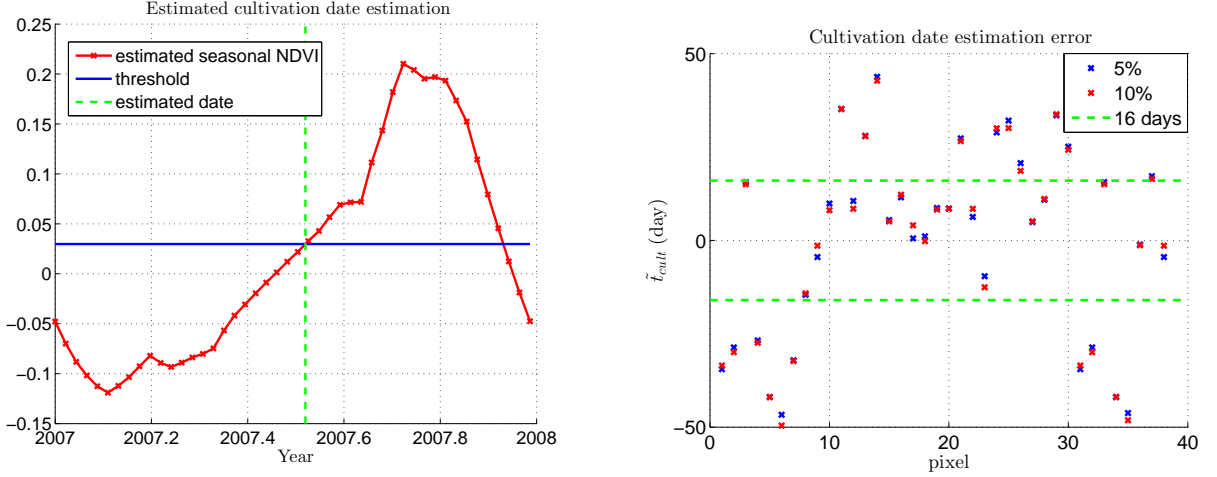 Estimated cultivation date estimation
0.25
0.2
0.15
0.1
0.05
0
−0.05
−0.1
−0.15
estimated seasonal NDVI
threshold
estimated date
2007
2007.2
2007.4
2007.6
2007.8
2008
Year
Cultivation date estimation error
50
0
−50
t̃_cult (day)
5%
10%
16 days
0
10
20
30
40
pixel